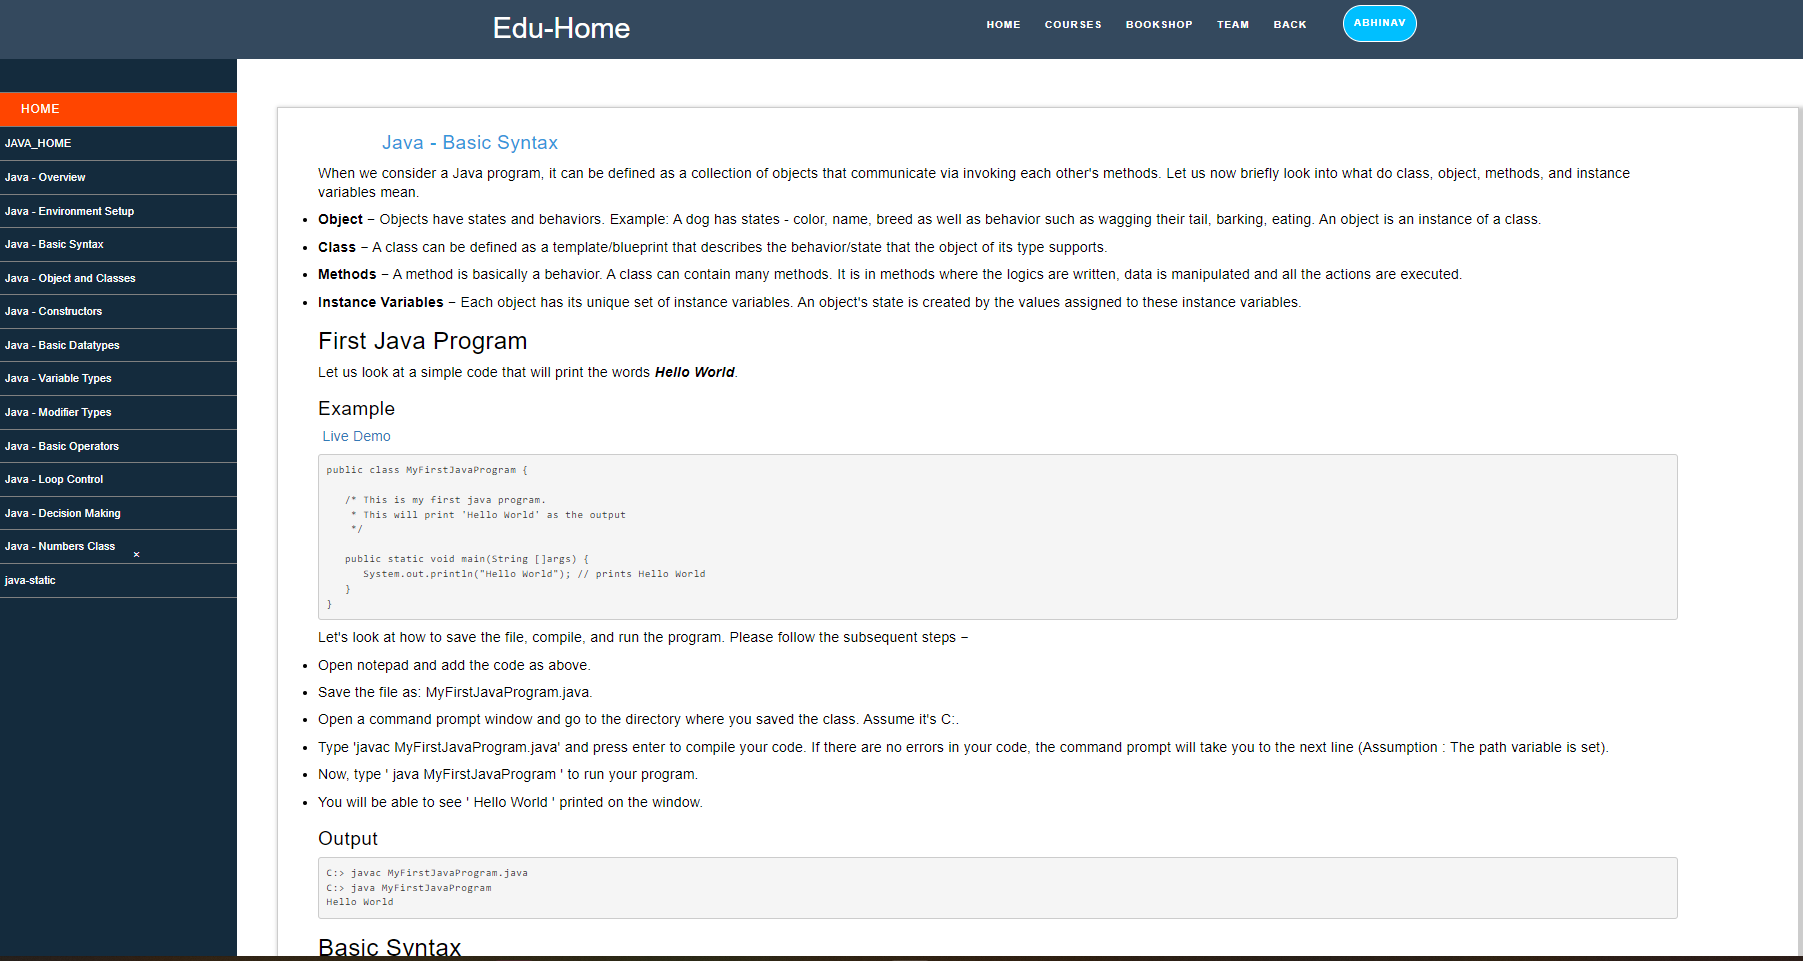 Edu-Home
HOME COURSES BOOKSHOP TEAM BACK ABHINAV
HOME
JAVA_HOME
Java - Overview
Java - Environment Setup
Java - Basic Syntax
Java - Object and Classes
Java - Constructors
Java - Basic Datatypes
Java - Variable Types
Java - Modifier Types
Java - Basic Operators
Java - Loop Control
Java - Decision Making
Java - Numbers Class
java-static
Java - Basic Syntax
When we consider a Java program, it can be defined as a collection of objects that communicate via invoking each other's methods. Let us now briefly look into what do class, object, methods, and instance
variables mean.
• Object – Objects have states and behaviors. Example: A dog has states - color, name, breed as well as behavior such as wagging their tail, barking, eating. An object is an instance of a class.
• Class – A class can be defined as a template/blueprint that describes the behavior/state that the object of its type supports.
• Methods – A method is basically a behavior. A class can contain many methods. It is in methods where the logics are written, data is manipulated and all the actions are executed.
• Instance Variables – Each object has its unique set of instance variables. An object's state is created by the values assigned to these instance variables.
First Java Program
Let us look at a simple code that will print the words Hello World.
Example
Live Demo
public class MyFirstJavaProgram {
/* This is my first java program.
* This will print 'Hello World' as the output
*/
public static void main(String []args) {
System.out.println("Hello World"); // prints Hello World
}
}
Let's look at how to save the file, compile, and run the program. Please follow the subsequent steps –
• Open notepad and add the code as above.
• Save the file as: MyFirstJavaProgram.java.
• Open a command prompt window and go to the directory where you saved the class. Assume it's C:.
• Type 'javac MyFirstJavaProgram.java' and press enter to compile your code. If there are no errors in your code, the command prompt will take you to the next line (Assumption : The path variable is set).
• Now, type ' java MyFirstJavaProgram ' to run your program.
• You will be able to see ' Hello World ' printed on the window.
Output
C:> javac MyFirstJavaProgram.java
C:> java MyFirstJavaProgram
Hello World
Basic Syntax